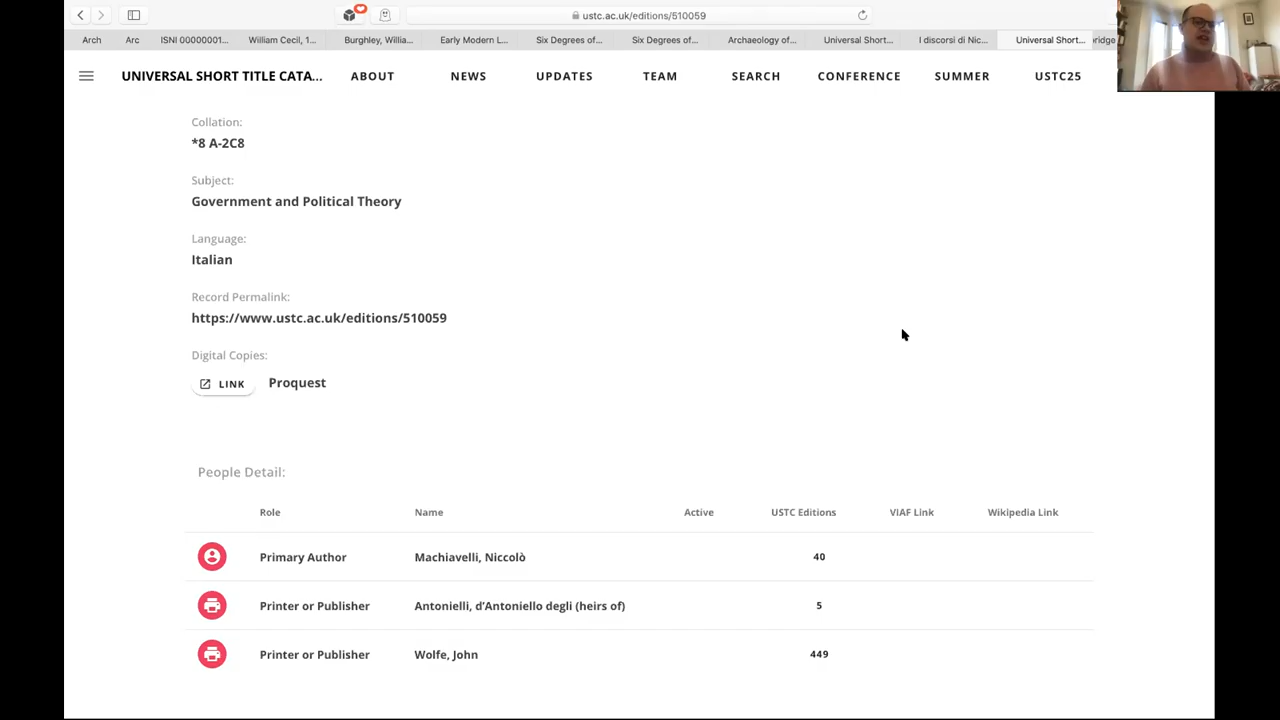 ustc.ac.uk/editions/510059
Arch Arc ISNI 00000001... William Cecil, 1... Burghley, Willia... Early Modern L... Six Degrees of... Six Degrees of... Archaeology of... Universal Short... I discorsi di Nic... Universal Short... bridge
UNIVERSAL SHORT TITLE CATA... ABOUT NEWS UPDATES TEAM SEARCH CONFERENCE SUMMER USTC25
Collation:
*8 A-2C8
Subject:
Government and Political Theory
Language:
Italian
Record Permalink:
https://www.ustc.ac.uk/editions/510059
Digital Copies:
LINK Proquest
People Detail:
Role Name Active USTC Editions VIAF Link Wikipedia Link
Primary Author Machiavelli, Niccolò 40
Printer or Publisher Antonielli, d'Antoniello degli (heirs of) 5
Printer or Publisher Wolfe, John 449